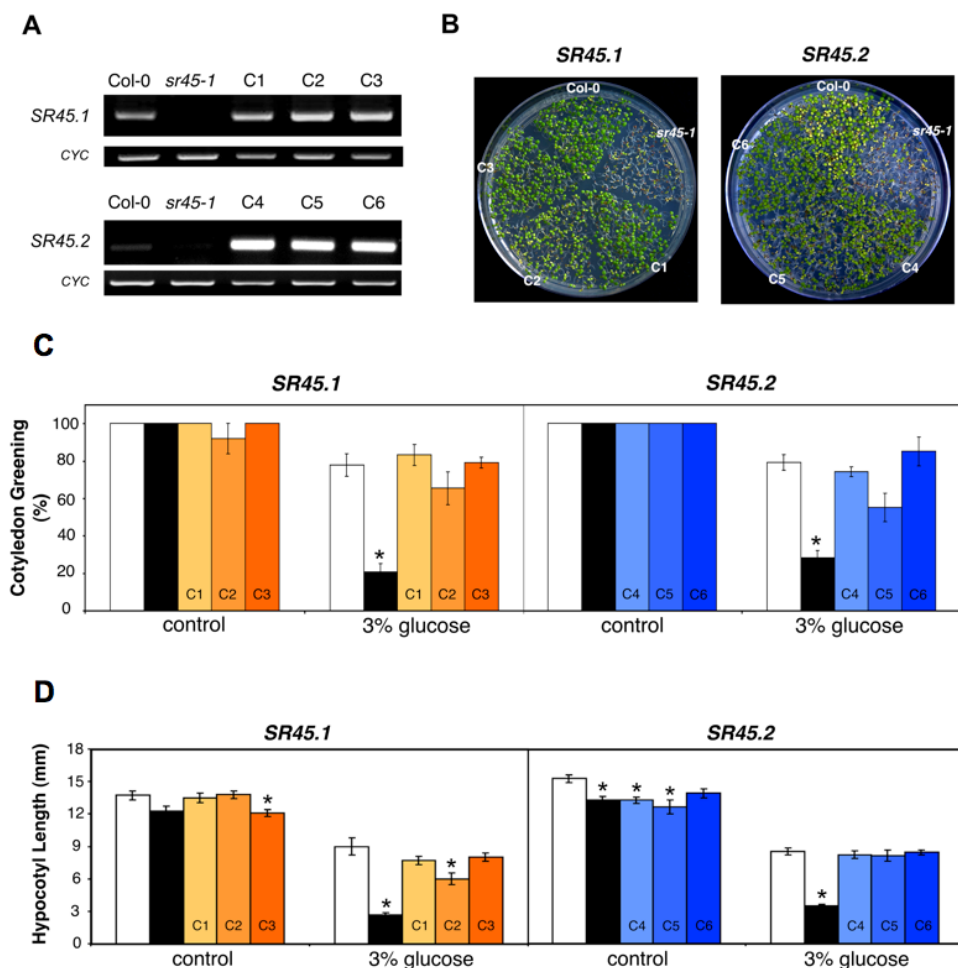 A
Col-0 sr45-1 C1 C2 C3
SR45.1
CYC
Col-0 sr45-1 C4 C5 C6
SR45.2
CYC
B
SR45.1 SR45.2
Col-0
sr45-1
C3
C2
C1
Col-0
sr45-1
C6
C5
C4
C
SR45.1 SR45.2
Cotyledon Greening
(%)
100
80
60
40
20
0
C1 C2 C3 C1 C2 C3 C4 C5 C6 C4 C5 C6
* *
control 3% glucose control 3% glucose
D
SR45.1 SR45.2
Hypocotyl Length (mm)
18
15
12
9
6
3
0
* * * * * * *
C1 C2 C3 C1 C2 C3 C4 C5 C6 C4 C5 C6
control 3% glucose control 3% glucose